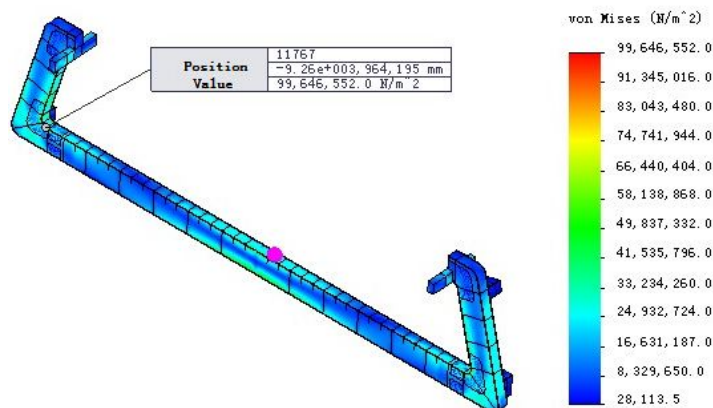 von Mises (N/m^2)
11767
Position
-9.26e+003,964,195 mm
Value
99,646,552.0 N/m^2
99,646,552.0
91,345,016.0
83,043,480.0
74,741,944.0
66,440,404.0
58,138,868.0
49,837,332.0
41,535,796.0
33,234,260.0
24,932,724.0
16,631,187.0
8,329,650.0
28,113.5